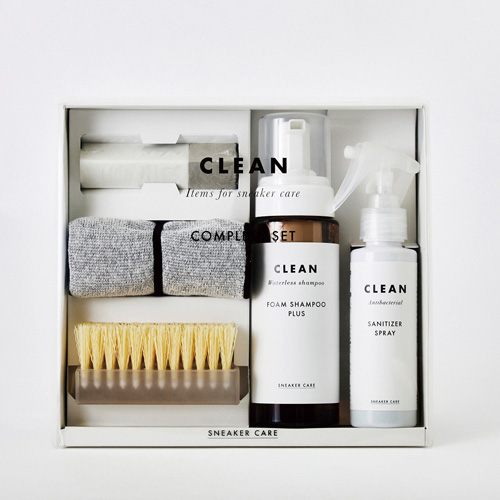 CLEAN
Items for sneaker care
COMPLETE SET
SNEAKER CARE
CLEAN
Waterless shampoo
FOAM SHAMPOO
PLUS
SNEAKER CARE
CLEAN
Antibacterial
SANITIZER
SPRAY
SNEAKER CARE